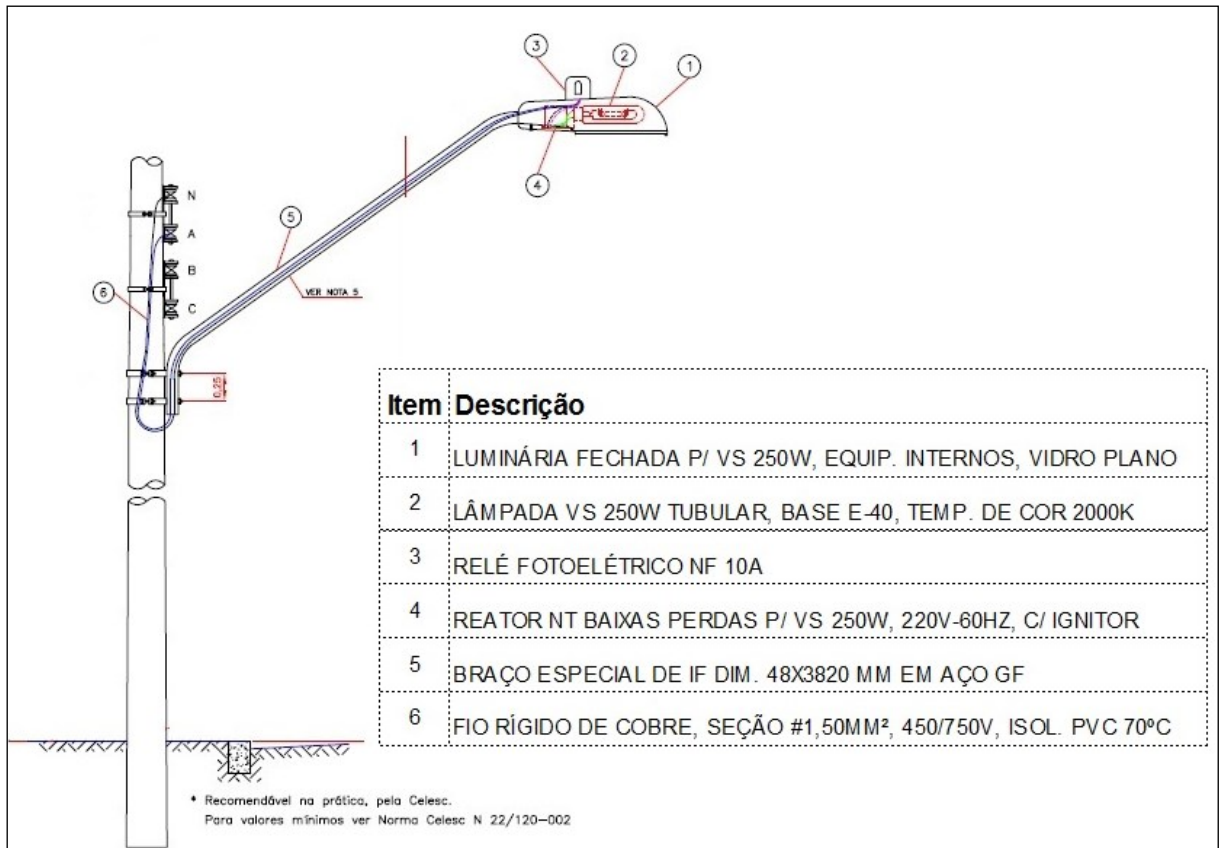 3
2
1
4
N
A
5
B
VER NOTA 5
6
C
0,25
Item Descrição
1 LUMINÁRIA FECHADA P/ VS 250W, EQUIP. INTERNOS, VIDRO PLANO
2 LÂMPADA VS 250W TUBULAR, BASE E-40, TEMP. DE COR 2000K
3 RELÉ FOTOELÉTRICO NF 10A
4 REATOR NT BAIXAS PERDAS P/ VS 250W, 220V-60HZ, C/ IGNITOR
5 BRAÇO ESPECIAL DE IF DIM. 48X3820 MM EM AÇO GF
6 FIO RÍGIDO DE COBRE, SEÇÃO #1,50MM², 450/750V, ISOL. PVC 70ºC
* Recomendável na prática, pela Celesc.
Para valores mínimos ver Norma Celesc N 22/120-002